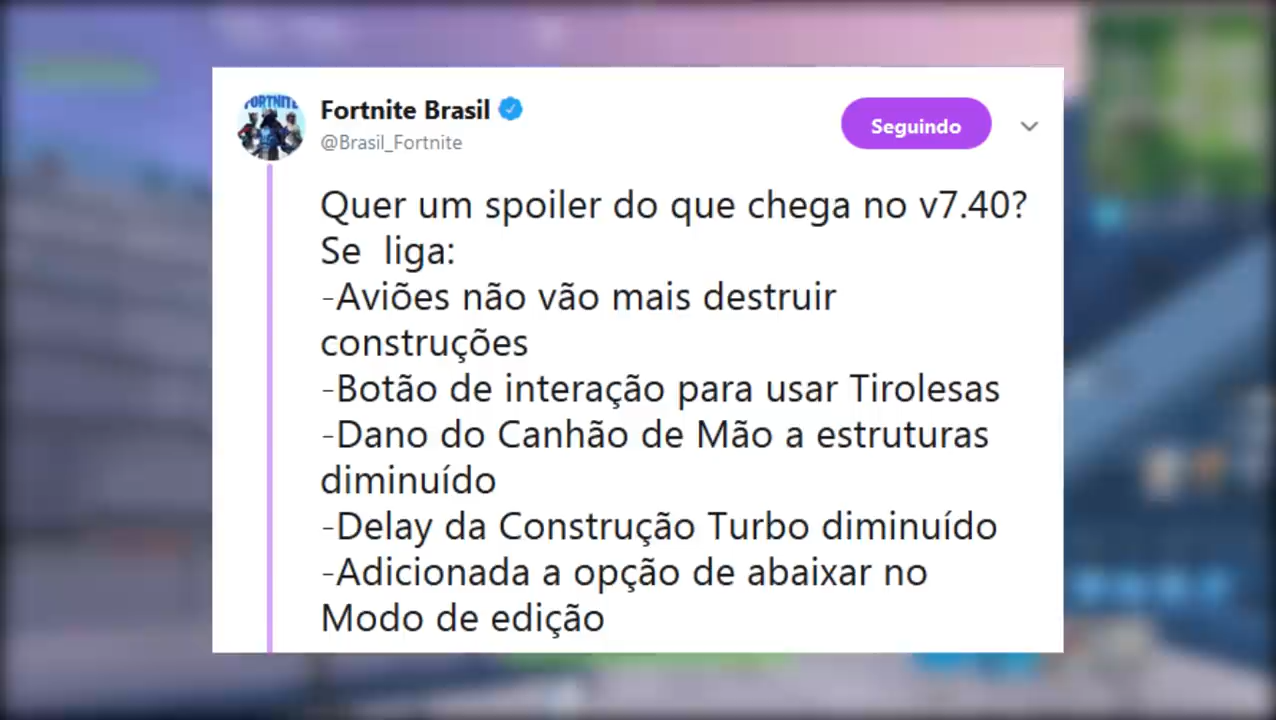 FORTNITE
Fortnite Brasil
@Brasil_Fortnite
Seguindo
Quer um spoiler do que chega no v7.40?
Se liga:
-Aviões não vão mais destruir
construções
-Botão de interação para usar Tirolesas
-Dano do Canhão de Mão a estruturas
diminuído
-Delay da Construção Turbo diminuído
-Adicionada a opção de abaixar no
Modo de edição